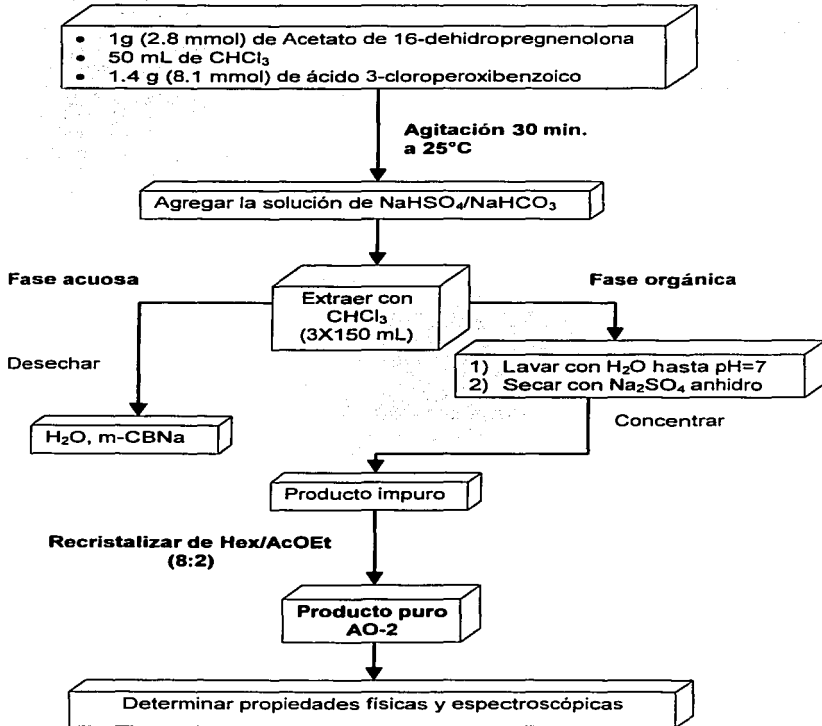 • 1g (2.8 mmol) de Acetato de 16-dehidropregnenolona
• 50 mL de CHCl₃
• 1.4 g (8.1 mmol) de ácido 3-cloroperoxibenzoico
Agitación 30 min.
a 25°C
Agregar la solución de NaHSO₄/NaHCO₃
Fase acuosa
Fase orgánica
Extraer con
CHCl₃
(3X150 mL)
Desechar
1) Lavar con H₂O hasta pH=7
2) Secar con Na₂SO₄ anhidro
H₂O, m-CBNa
Concentrar
Producto impuro
Recristalizar de Hex/AcOEt
(8:2)
Producto puro
AO-2
Determinar propiedades físicas y espectroscópicas